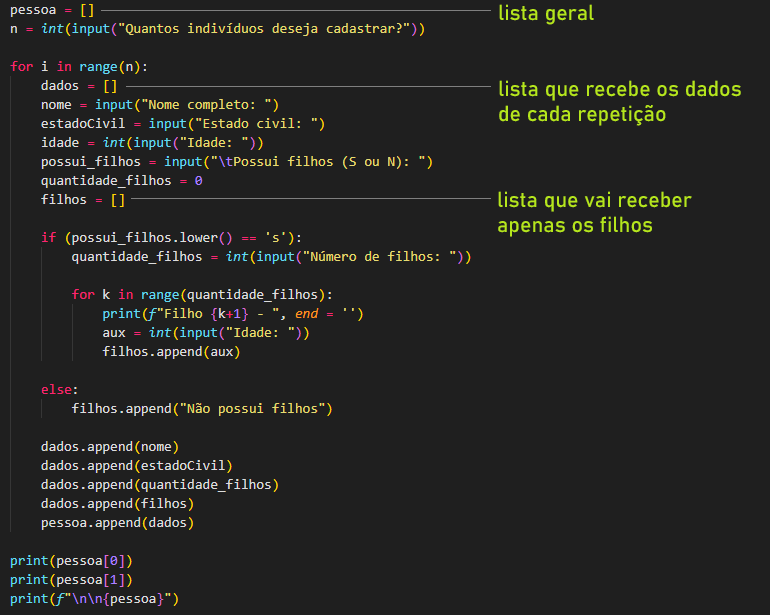 pessoa = [] lista geral
n = int(input("Quantos indivíduos deseja cadastrar?"))
for i in range(n):
dados = [] lista que recebe os dados
de cada repetição
nome = input("Nome completo: ")
estadoCivil = input("Estado civil: ")
idade = int(input("Idade: "))
possui_filhos = input("\tPossui filhos (S ou N): ")
quantidade_filhos = 0
filhos = [] lista que vai receber
apenas os filhos
if (possui_filhos.lower() == 's'):
quantidade_filhos = int(input("Número de filhos: "))
for k in range(quantidade_filhos):
print(f"Filho {k+1} - ", end = '')
aux = int(input("Idade: "))
filhos.append(aux)
else:
filhos.append("Não possui filhos")
dados.append(nome)
dados.append(estadoCivil)
dados.append(quantidade_filhos)
dados.append(filhos)
pessoa.append(dados)
print(pessoa[0])
print(pessoa[1])
print(f"\n\n{pessoa}")